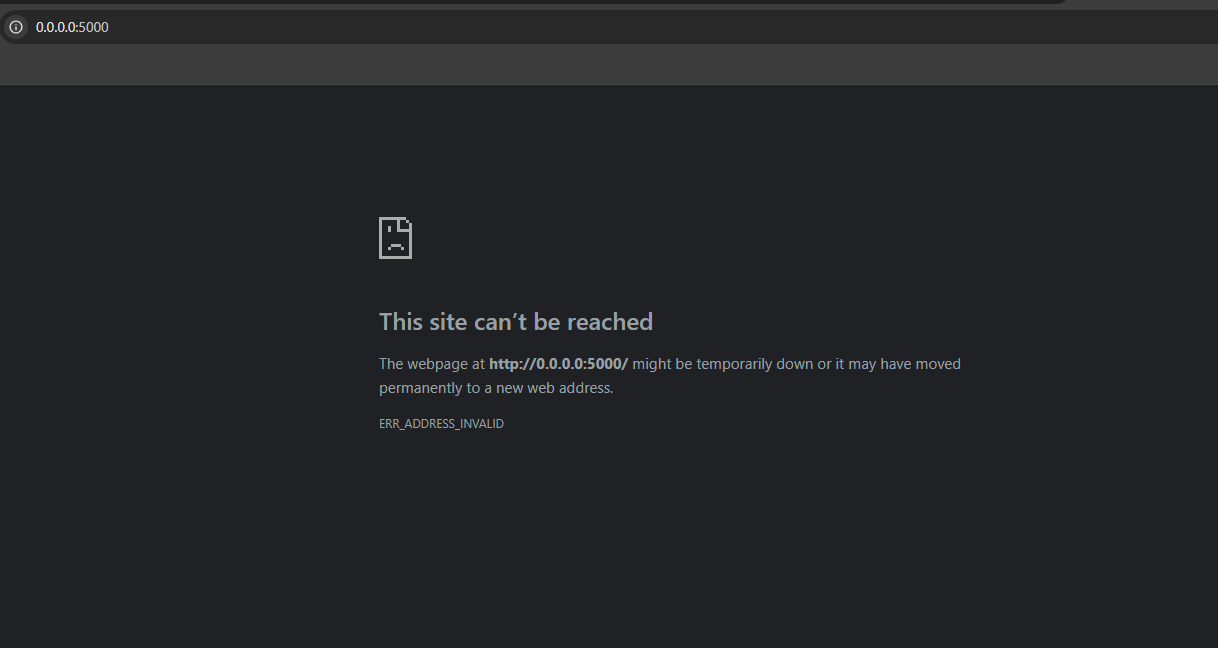 0.0.0.0:5000
This site can’t be reached
The webpage at http://0.0.0.0:5000/ might be temporarily down or it may have moved
permanently to a new web address.
ERR_ADDRESS_INVALID